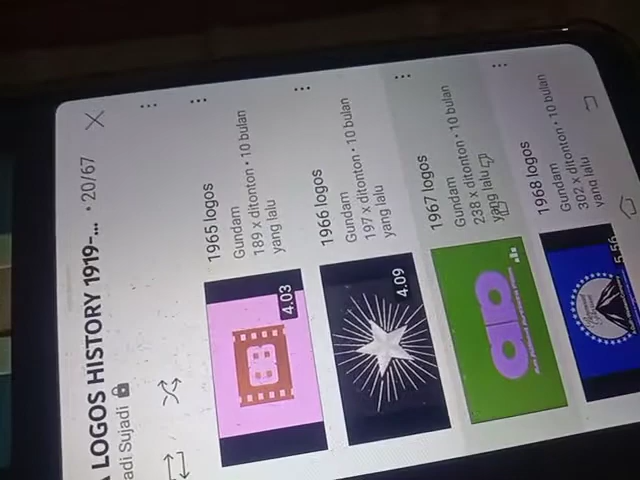 LOGOS HISTORY 1919-... • 20/67
adi Sujadi
1965 logos
Gundam
189 x ditonton • 10 bulan
yang lalu
4.03
1966 logos
Gundam
197 x ditonton • 10 bulan
yang lalu
4.09
1967 logos
Gundam
238 x ditonton • 10 bulan
yang lalu
1968 logos
Gundam
302 x ditonton • 10 bulan
yang lalu
5.56
Paramount